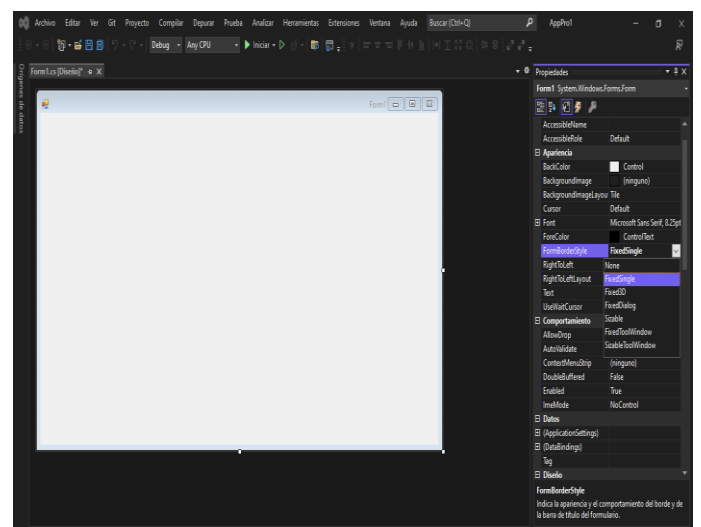 Archivo Editar Ver Git Proyecto Compilar Depurar Prueba Analizar Herramientas Extensiones Ventana Ayuda Buscar (Ctrl+Q) AppPro1
Debug Any CPU Iniciar
Orígenes de datos
Form1.cs [Diseño]*
Form1
Propiedades
Form1 System.Windows.Forms.Form
AccessibleName
AccessibleRole Default
Apariencia
BackColor Control
BackgroundImage (ninguno)
BackgroundImageLayou Tile
Cursor Default
Font Microsoft Sans Serif, 8.25pt
ForeColor ControlText
FormBorderStyle FixedSingle
RightToLeft None
RightToLeftLayout FixedSingle
Text Fixed3D
UseWaitCursor FixedDialog
Comportamiento Sizable
AllowDrop FixedToolWindow
AutoValidate SizableToolWindow
ContextMenuStrip (ninguno)
DoubleBuffered False
Enabled True
ImeMode NoControl
Datos
(ApplicationSettings)
(DataBindings)
Tag
Diseño
FormBorderStyle
Indica la apariencia y el comportamiento del borde y de
la barra de título del formulario.